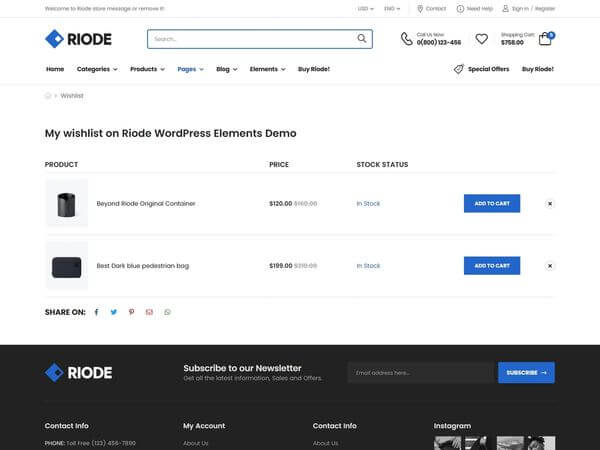 Welcome to Riode store message or remove it!
USD ENG Contact Need Help Sign in / Register
RIODE
Search...
Call Us Now:
0(800) 123-456
Shopping Cart:
$758.00
Home Categories Products Pages Blog Elements Buy Riode! Special Offers Buy Riode!
Wishlist
My wishlist on Riode WordPress Elements Demo
PRODUCT PRICE STOCK STATUS
Beyond Riode Original Container $120.00 In Stock ADD TO CART
Best Dark blue pedestrian bag $199.00 In Stock ADD TO CART
SHARE ON:
RIODE
Subscribe to our Newsletter
Get all the latest information, Sales and Offers.
Email address here...
SUBSCRIBE
Contact Info My Account Contact Info Instagram
PHONE: Toll Free (123) 456-7890 About Us About Us